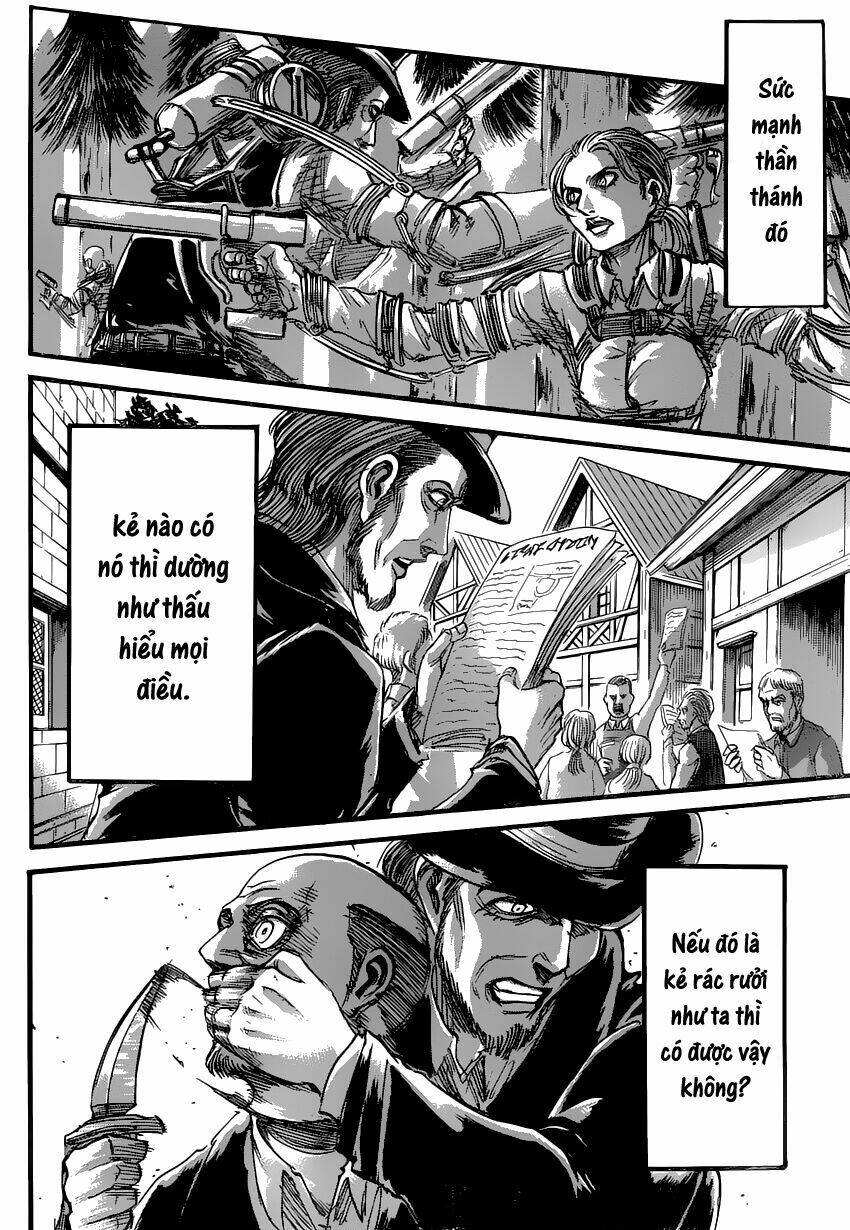 Sức
mạnh
thần
thánh
đó
kẻ nào có
nó thì dường
như thấu
hiểu mọi
điều.
Nếu đó là
kẻ rác rưởi
như ta thì
có được vậy
không?